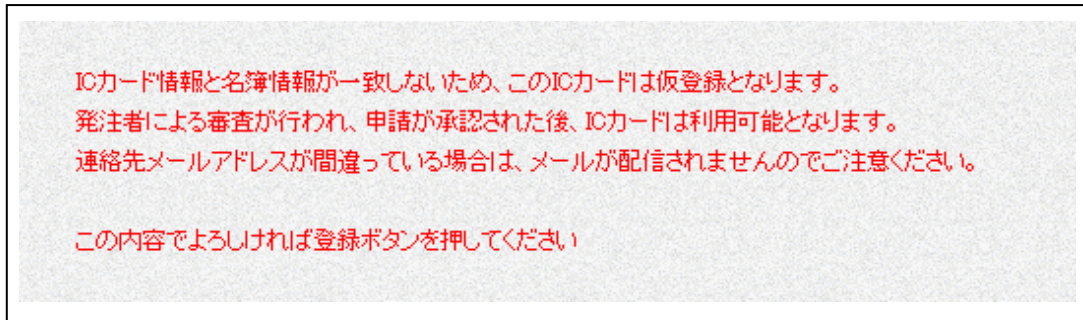 ICカード情報と名簿情報が一致しないため、このICカードは仮登録となります。
発注者による審査が行われ、申請が承認された後、ICカードは利用可能となります。
連絡先メールアドレスが間違っている場合は、メールが配信されませんのでご注意ください。
この内容でよろしければ登録ボタンを押してください